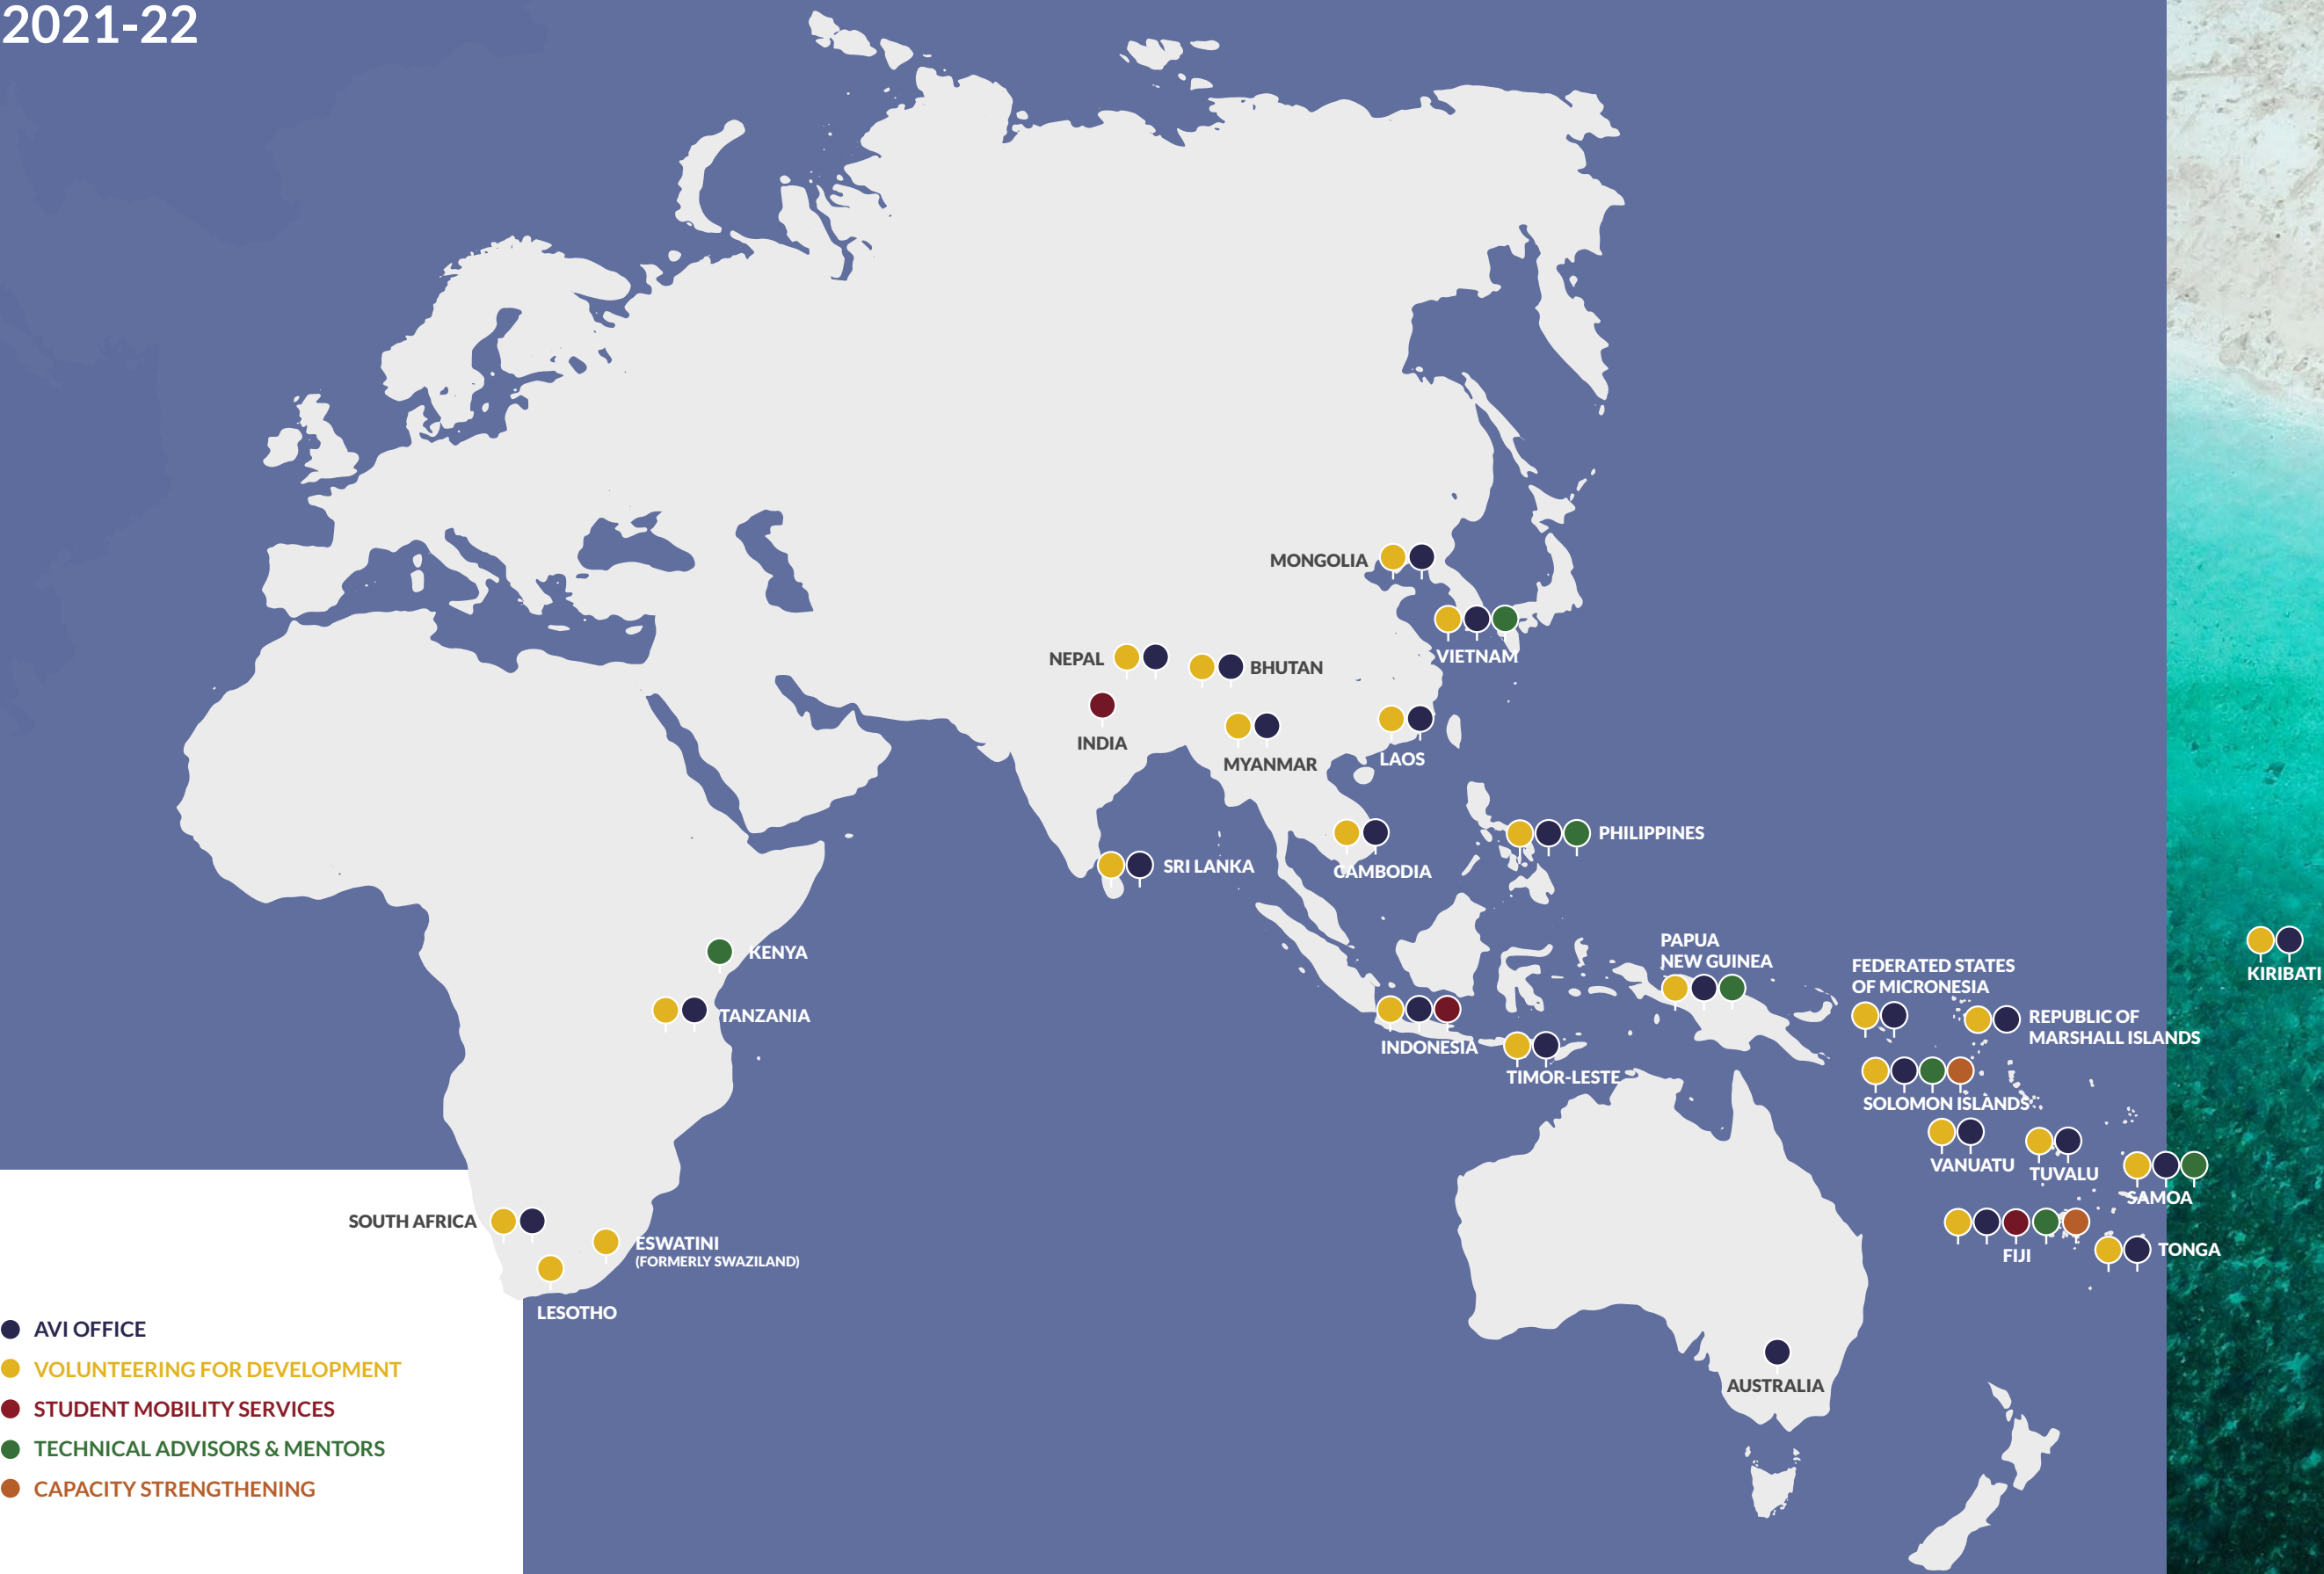 2021-22
MONGOLIA
VIETNAM
NEPAL
BHUTAN
INDIA
MYANMAR
LAOS
PHILIPPINES
CAMBODIA
SRI LANKA
KENYA
TANZANIA
PAPUA
NEW GUINEA
FEDERATED STATES
OF MICRONESIA
KIRIBATI
REPUBLIC OF
MARSHALL ISLANDS
INDONESIA
TIMOR-LESTE
SOLOMON ISLANDS
VANUATU
TUVALU
SAMOA
FIJI
TONGA
SOUTH AFRICA
ESWATINI
(FORMERLY SWAZILAND)
LESOTHO
AUSTRALIA
AVI OFFICE
VOLUNTEERING FOR DEVELOPMENT
STUDENT MOBILITY SERVICES
TECHNICAL ADVISORS & MENTORS
CAPACITY STRENGTHENING